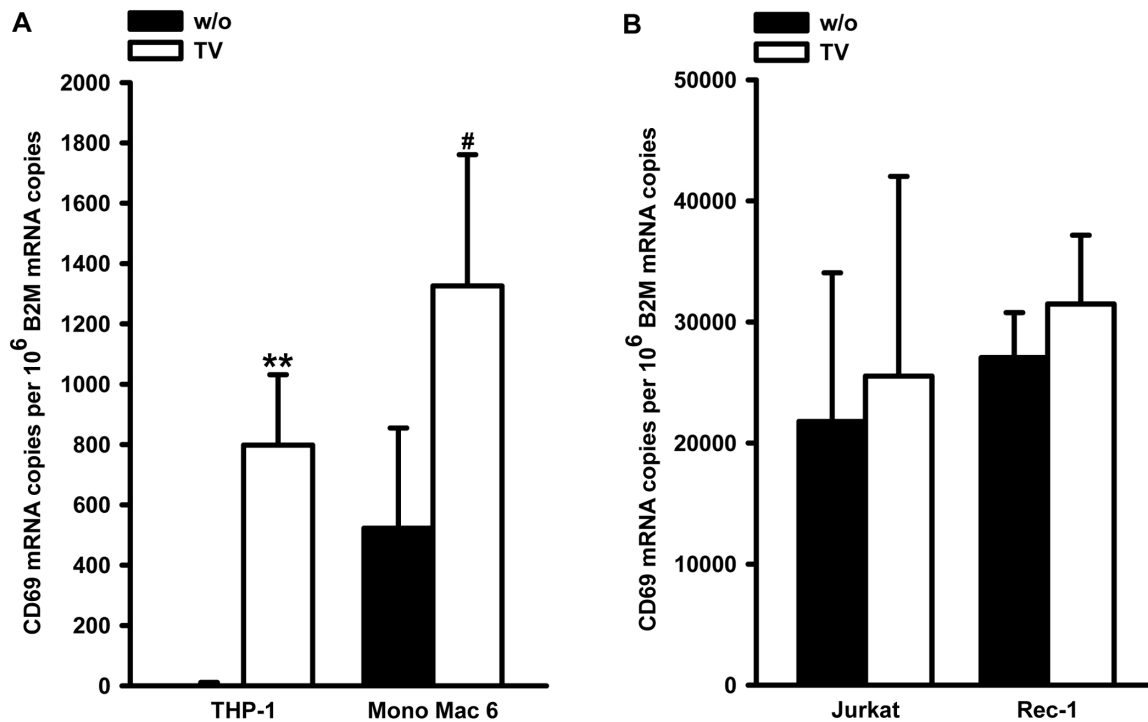 A
w/o
TV
CD69 mRNA copies per 10^6 B2M mRNA copies
2000
1800
1600
1400
1200
1000
800
600
400
200
0
**
#
THP-1
Mono Mac 6
B
w/o
TV
CD69 mRNA copies per 10^6 B2M mRNA copies
50000
40000
30000
20000
10000
0
Jurkat
Rec-1